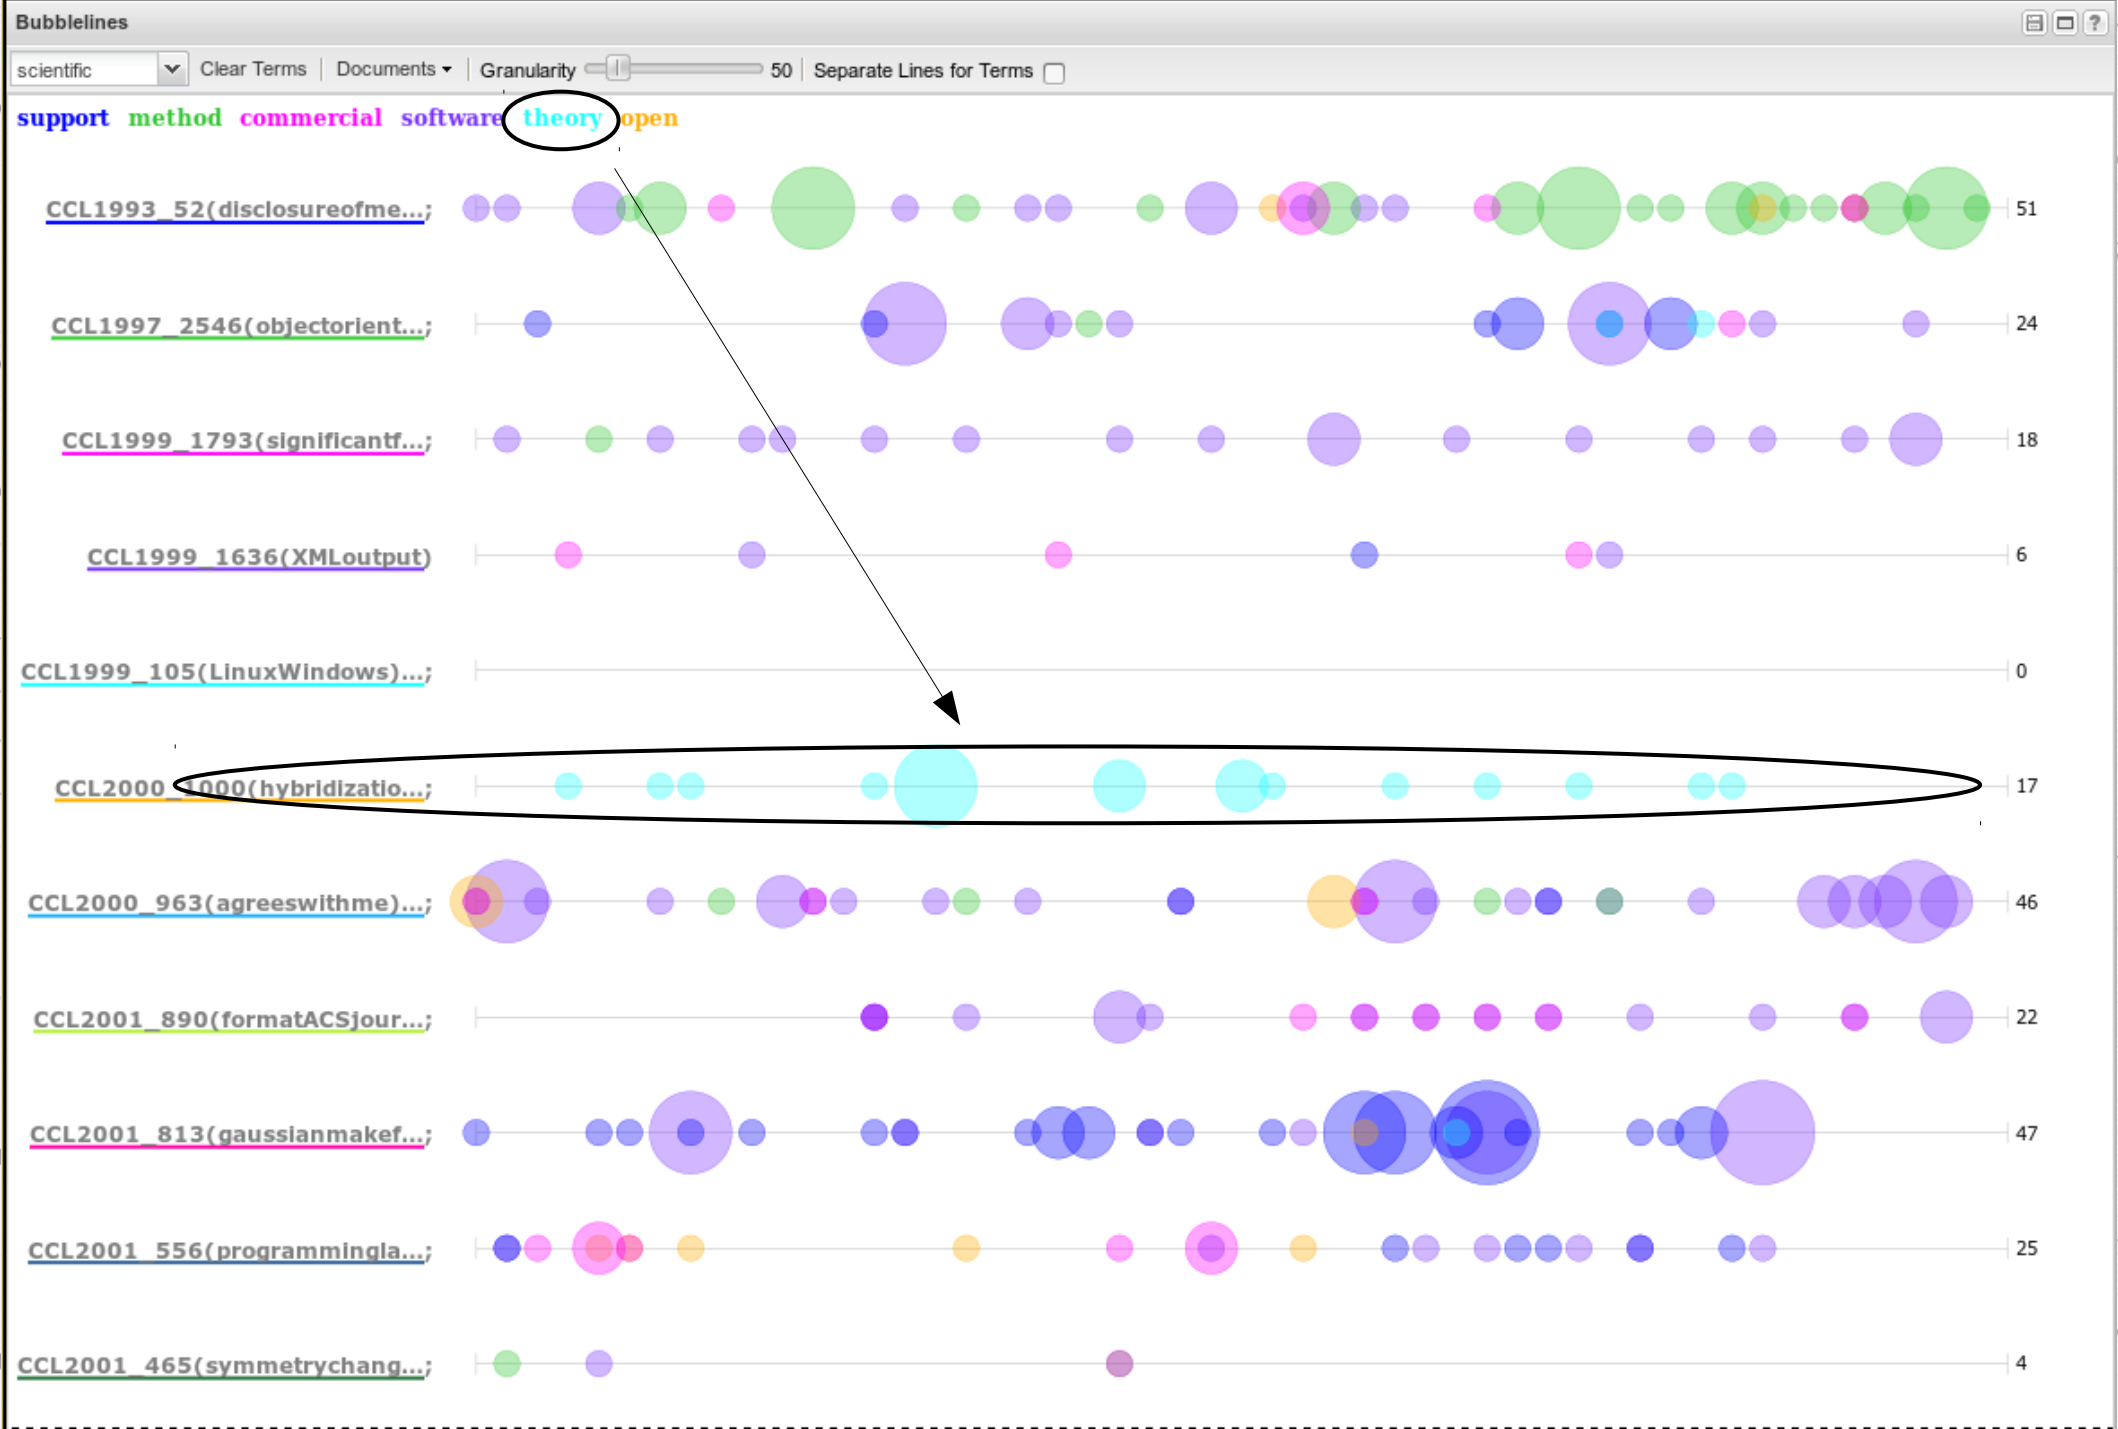 Bubblelines
scientific Clear Terms Documents Granularity 50 Separate Lines for Terms
support method commercial software theory open
CCL1993_52(disclosureofme...; 51
CCL1997_2546(objectorient...; 24
CCL1999_1793(significantf...; 18
CCL1999_1636(XMLoutput) 6
CCL1999_105(LinuxWindows)...; 0
CCL2000_1000(hybridizatio...; 17
CCL2000_963(agreeswithme)...; 46
CCL2001_890(formatACSjour...; 22
CCL2001_813(gaussianmakef...; 47
CCL2001_556(programmingla...; 25
CCL2001_465(symmetrychang...; 4